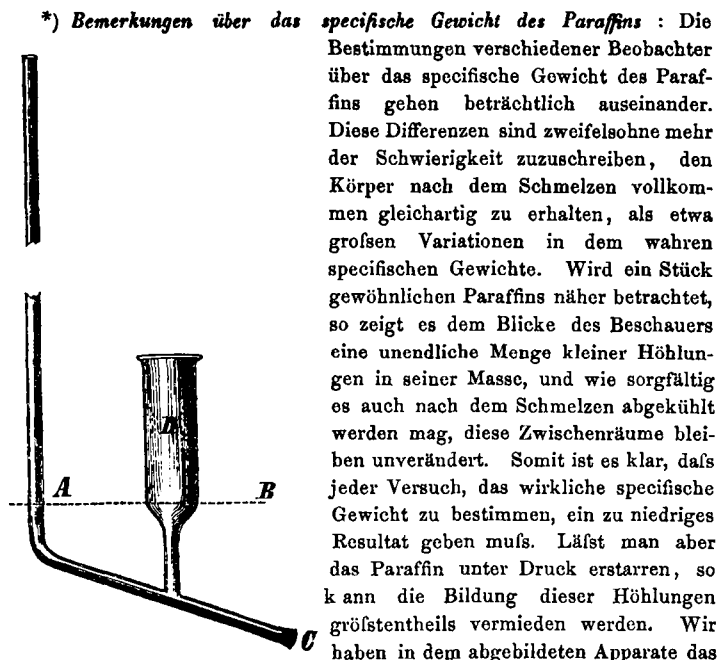 *) Bemerkungen über das specifische Gewicht des Paraffins : Die
Bestimmungen verschiedener Beobachter
über das specifische Gewicht des Paraf-
fins gehen beträchtlich auseinander.
Diese Differenzen sind zweifelsohne mehr
der Schwierigkeit zuzuschreiben, den
Körper nach dem Schmelzen vollkom-
men gleichartig zu erhalten, als etwa
groſsen Variationen in dem wahren
specifischen Gewichte. Wird ein Stück
gewöhnlichen Paraffins näher betrachtet,
so zeigt es dem Blicke des Beschauers
eine unendliche Menge kleiner Höhlun-
gen in seiner Masse, und wie sorgfältig
es auch nach dem Schmelzen abgekühlt
werden mag, diese Zwischenräume blei-
ben unverändert. Somit ist es klar, daſs
jeder Versuch, das wirkliche specifische
Gewicht zu bestimmen, ein zu niedriges
Resultat geben muſs. Läſst man aber
das Paraffin unter Druck erstarren, so
kann die Bildung dieser Höhlungen
gröſstentheils vermieden werden. Wir
haben in dem abgebildeten Apparate das
A
B
C